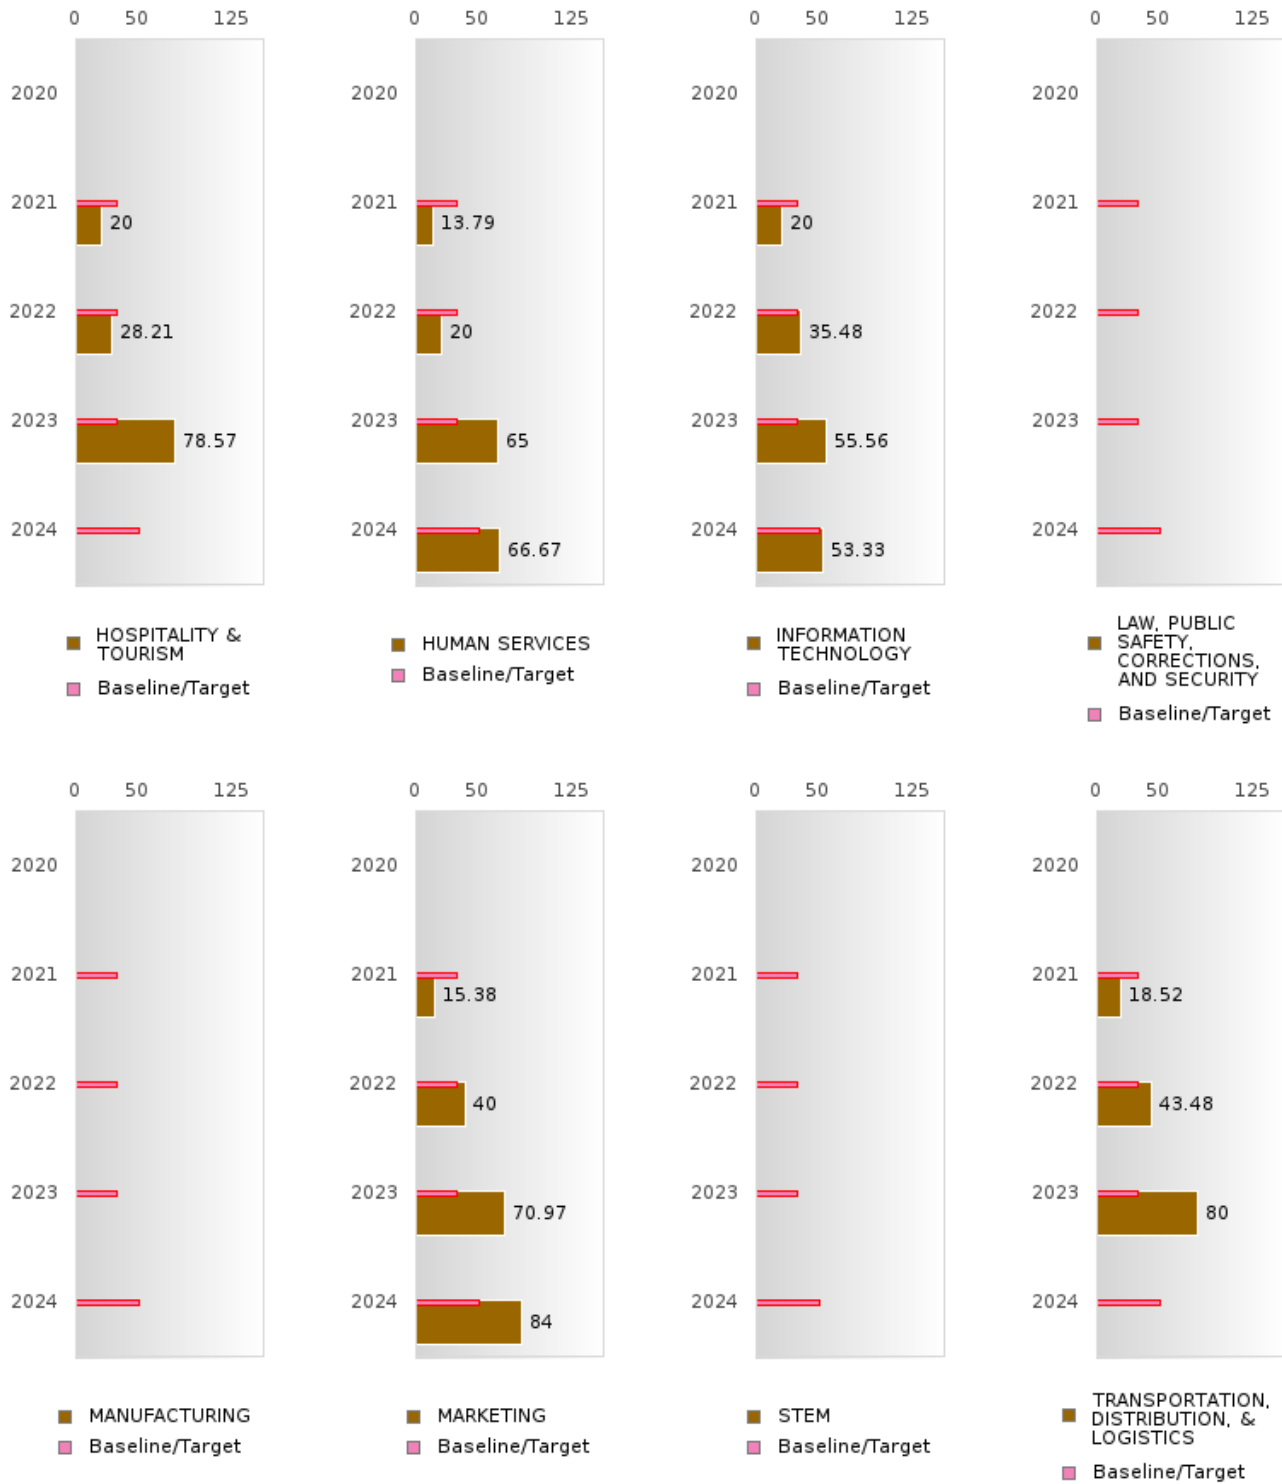 0 50 125 0 50 125 0 50 125 0 50 125
2020 2020 2020 2020
2021 2021 2021 2021
20 13.79 20
2022 2022 2022 2022
28.21 20 35.48
2023 2023 2023 2023
78.57 65 55.56
2024 2024 2024 2024
66.67 53.33
HOSPITALITY &
TOURISM
Baseline/Target
HUMAN SERVICES
Baseline/Target
INFORMATION
TECHNOLOGY
Baseline/Target
LAW, PUBLIC
SAFETY,
CORRECTIONS,
AND SECURITY
Baseline/Target
0 50 125 0 50 125 0 50 125 0 50 125
2020 2020 2020 2020
2021 2021 2021 2021
15.38 18.52
2022 2022 2022 2022
40 43.48
2023 2023 2023 2023
70.97 80
2024 2024 2024 2024
84
MANUFACTURING
Baseline/Target
MARKETING
Baseline/Target
STEM
Baseline/Target
TRANSPORTATION,
DISTRIBUTION, &
LOGISTICS
Baseline/Target